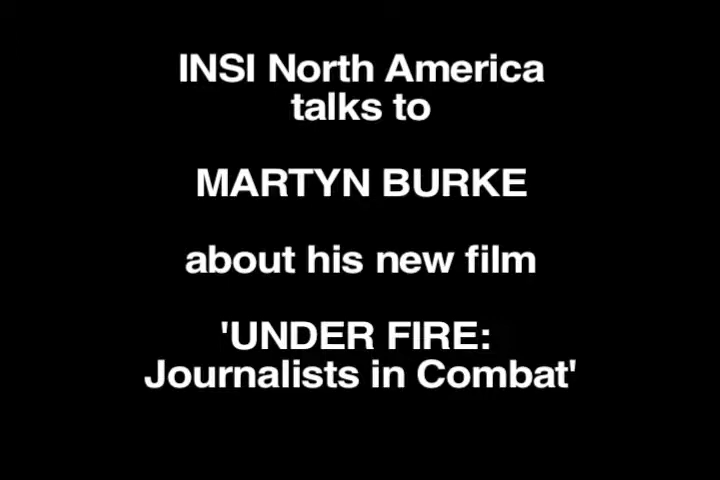 INSI North America
talks to
MARTYN BURKE
about his new film
'UNDER FIRE:
Journalists in Combat'